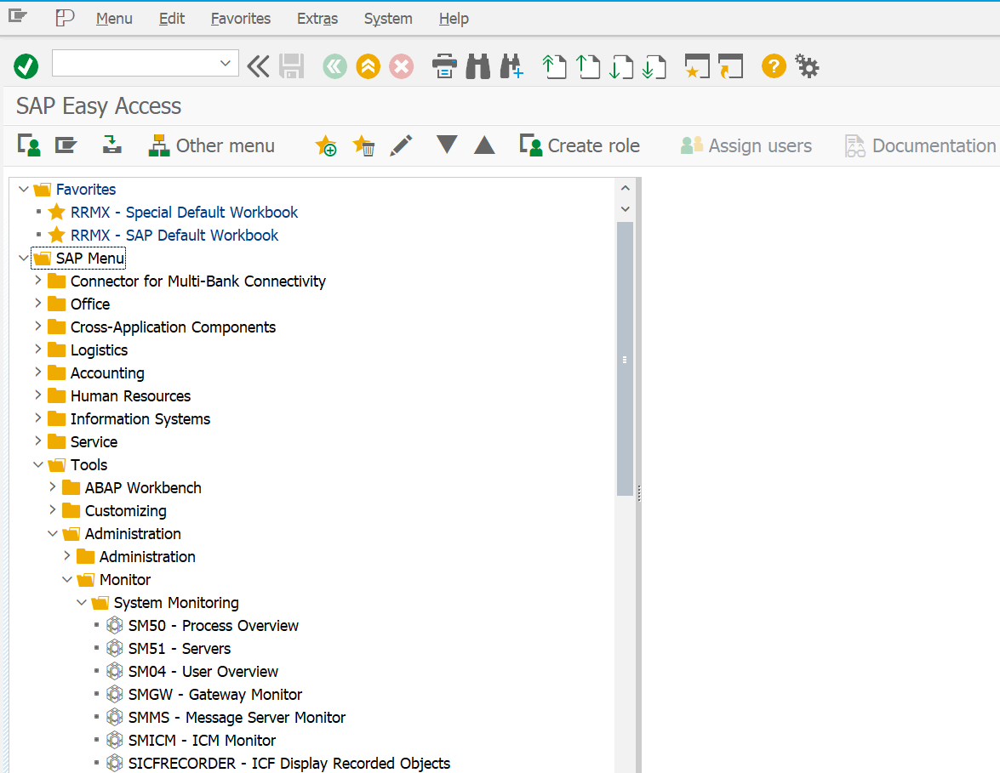 Menu Edit Favorites Extras System Help
SAP Easy Access
Other menu Create role Assign users Documentation
Favorites
RRMX - Special Default Workbook
RRMX - SAP Default Workbook
SAP Menu
Connector for Multi-Bank Connectivity
Office
Cross-Application Components
Logistics
Accounting
Human Resources
Information Systems
Service
Tools
ABAP Workbench
Customizing
Administration
Administration
Monitor
System Monitoring
SM50 - Process Overview
SM51 - Servers
SM04 - User Overview
SMGW - Gateway Monitor
SMMS - Message Server Monitor
SMICM - ICM Monitor
SICFRECORDER - ICF Display Recorded Objects